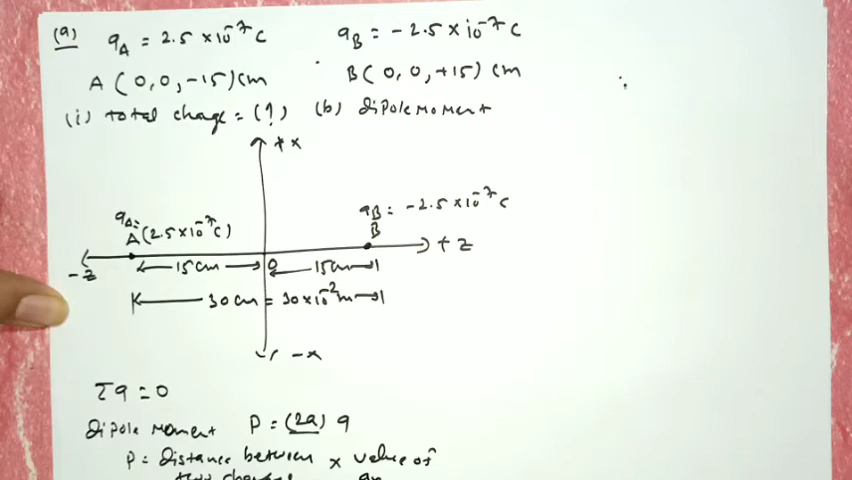 (9) qA = 2.5 × 10⁻⁷ C qB = - 2.5 × 10⁻⁷ C
A (0, 0, -15) cm B (0, 0, +15) cm
(i) total charge = (?) (b) dipole Moment
+ x
qA = (2.5 × 10⁻⁷ C) qB = - 2.5 × 10⁻⁷ C
A B
- z + z
15 cm O 15 cm
30 cm = 30 × 10⁻² m
- x
Σq = 0
dipole Moment P = (2a) q
P = distance between × value of